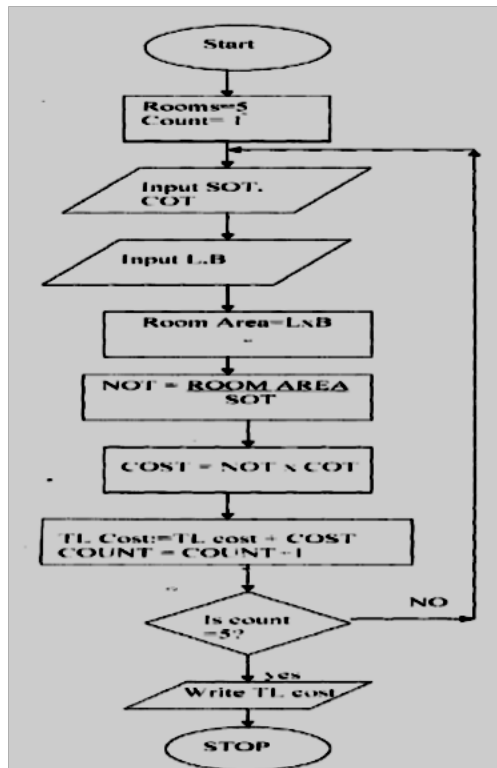 Start
Rooms=5
Count= 1
Input SOT.
COT
Input L.B
Room Area=LxB
NOT = ROOM AREA
SOT
COST = NOT x COT
TL Cost:=TL cost + COST
COUNT = COUNT-1
NO
Is count
=5?
yes
Write TL cost
STOP